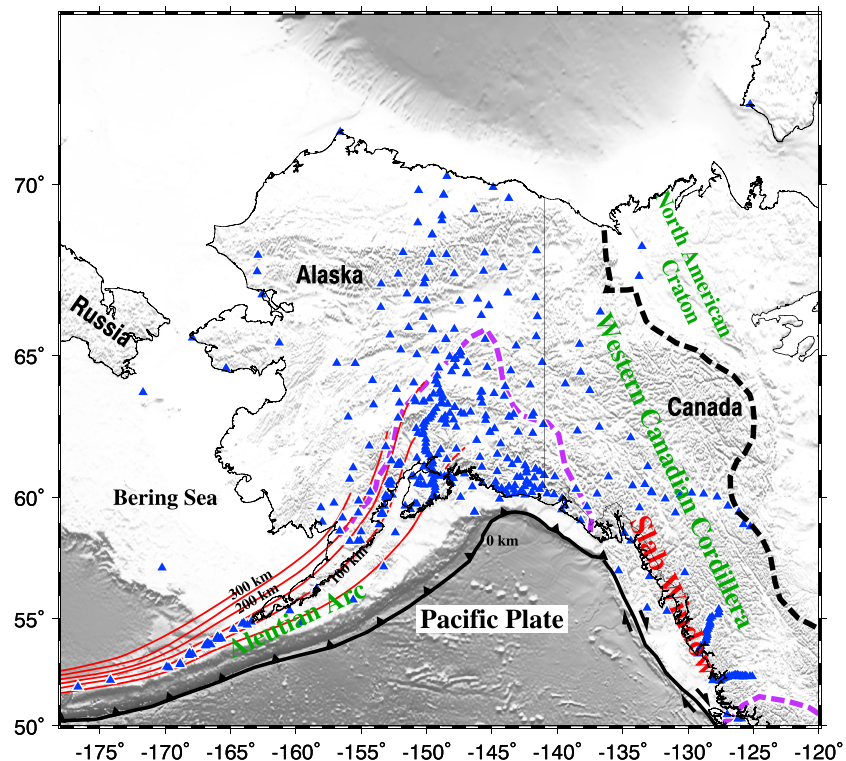 70°
65°
60°
55°
50°
Alaska
Russia
North American
Craton
Western Canadian Cordillera
Canada
Bering Sea
300 km
200 km
100 km
0 km
Slab Window
Aleutian Arc
Pacific Plate
-175° -170° -165° -160° -155° -150° -145° -140° -135° -130° -125° -120°